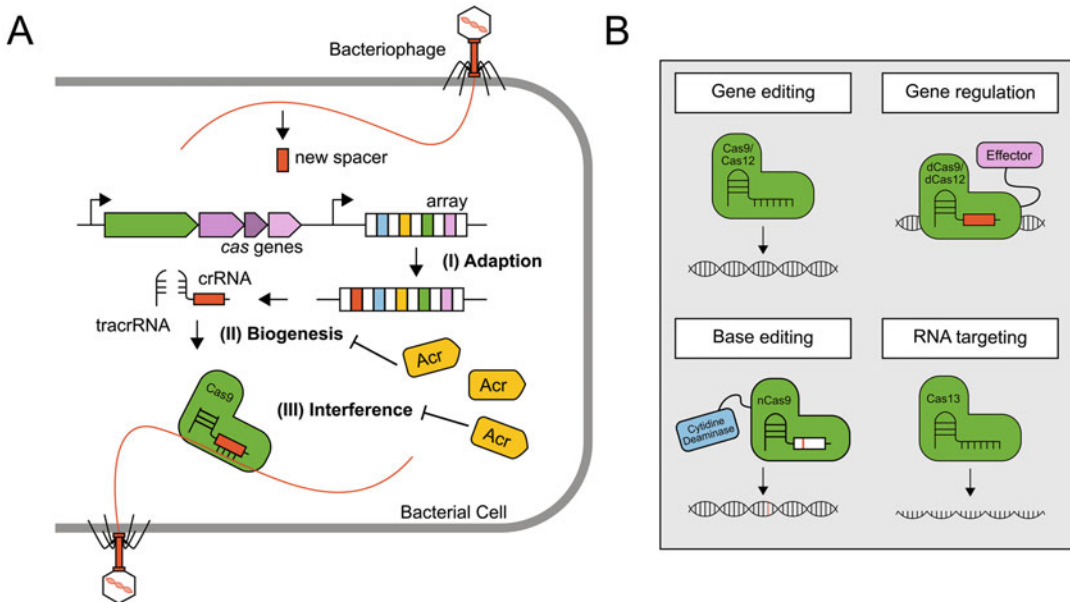 A
Bacteriophage
new spacer
array
cas genes
(I) Adaption
crRNA
tracrRNA
(II) Biogenesis
Acr
Acr
Cas9
(III) Interference
Acr
Bacterial Cell
B
Gene editing
Cas9/
Cas12
Gene regulation
Effector
dCas9/
dCas12
Base editing
nCas9
Cytidine
Deaminase
RNA targeting
Cas13